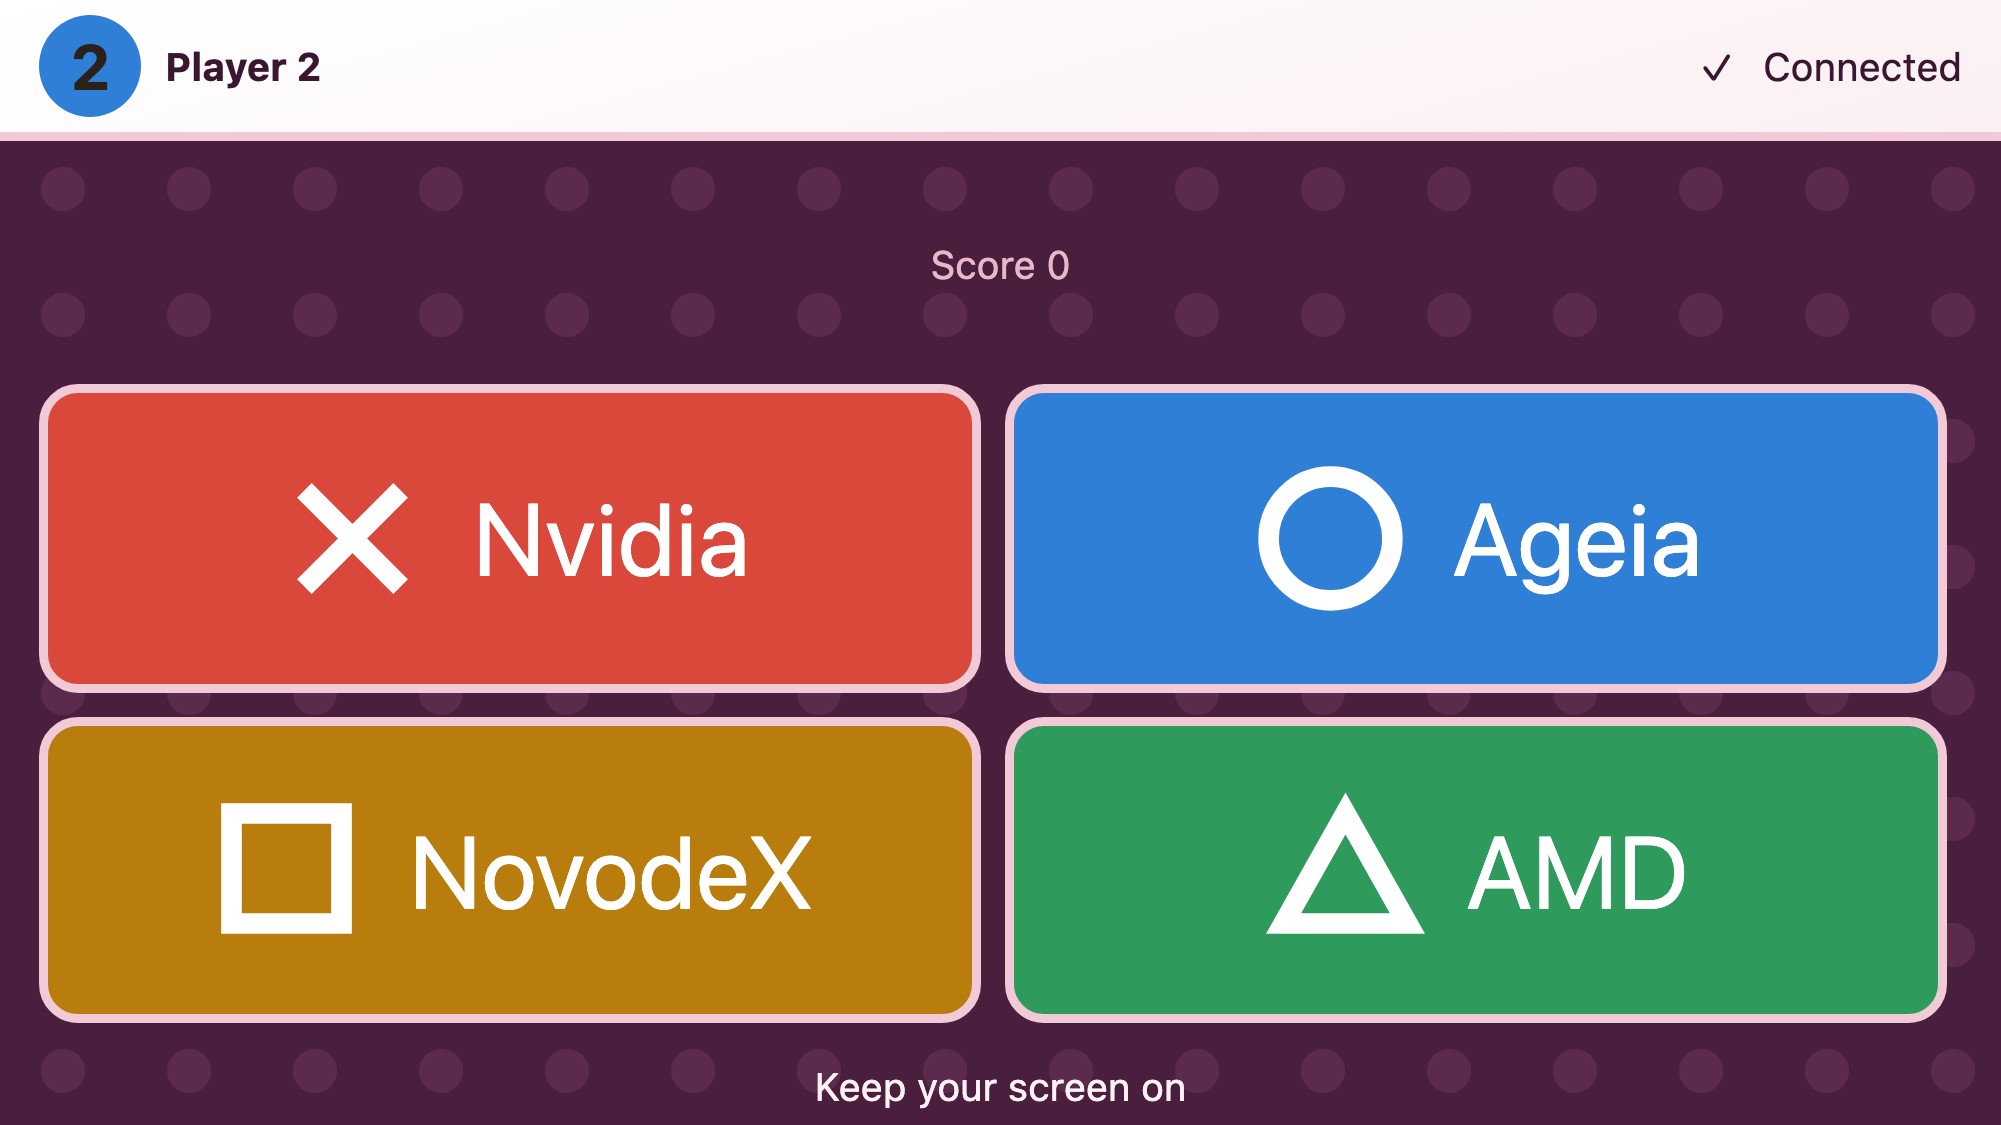 2 Player 2
✓ Connected
Score 0
Nvidia
Ageia
NovodeX
AMD
Keep your screen on